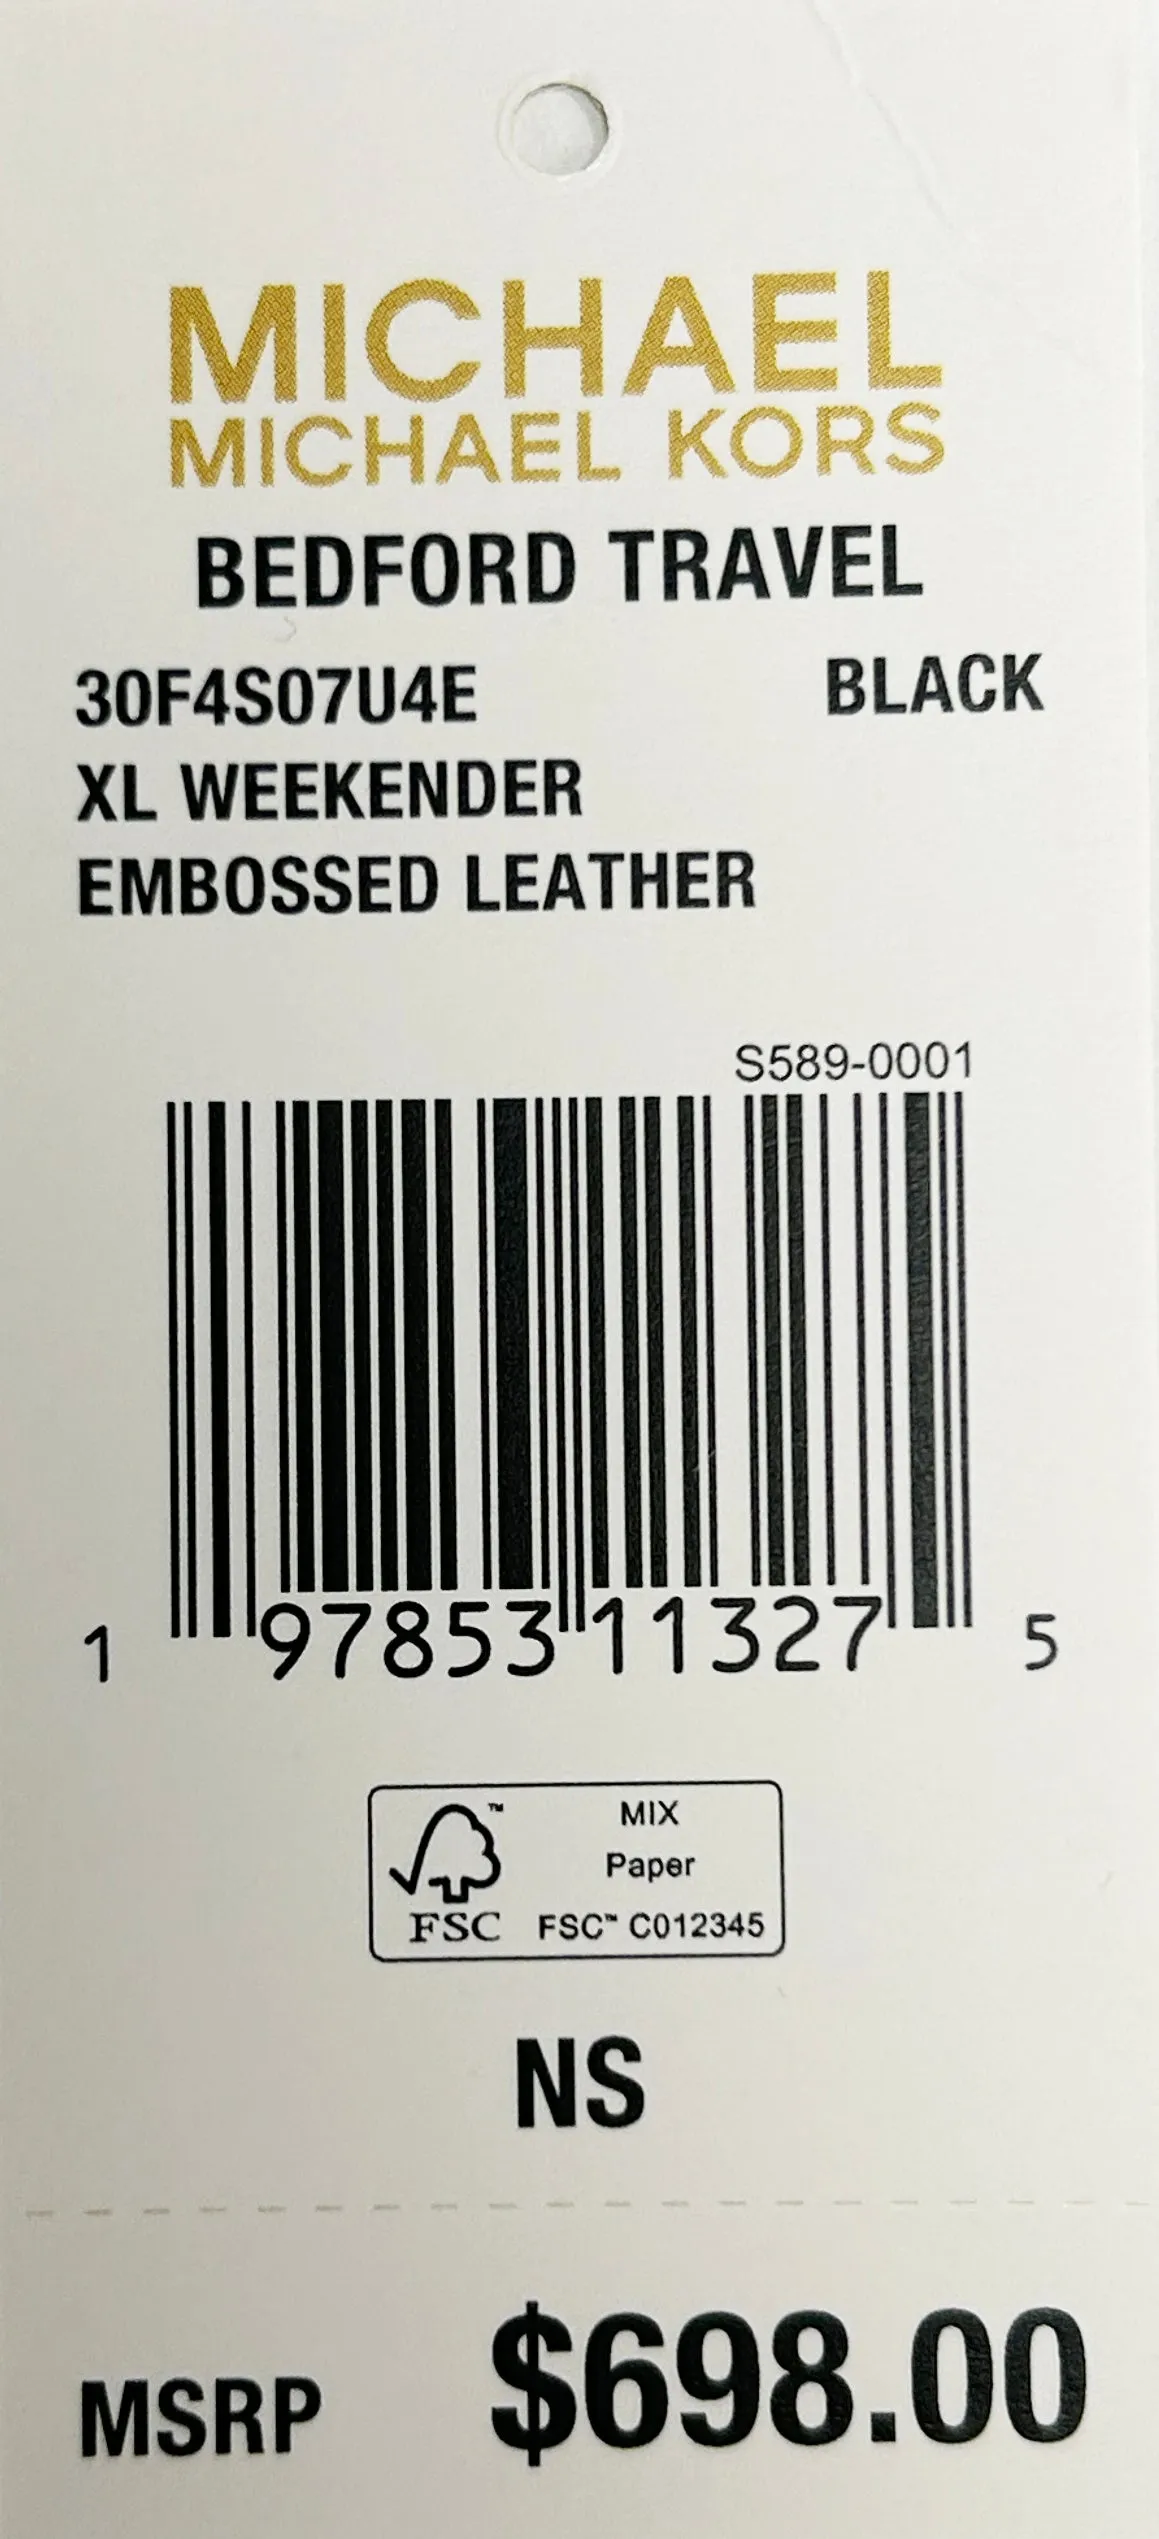 MICHAEL
MICHAEL KORS
BEDFORD TRAVEL
30F4S07U4E BLACK
XL WEEKENDER
EMBOSSED LEATHER
S589-0001
1 97853 11327 5
MIX
Paper
FSC FSC™ C012345
NS
MSRP $698.00